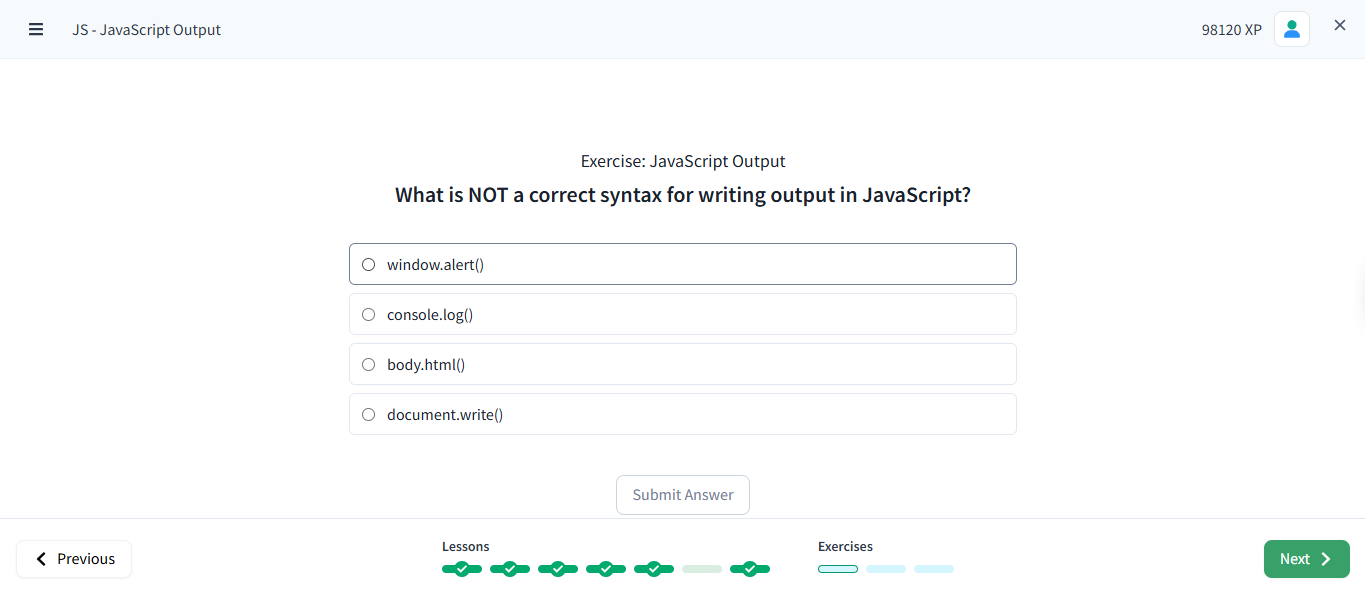 JS - JavaScript Output
98120 XP
Exercise: JavaScript Output
What is NOT a correct syntax for writing output in JavaScript?
window.alert()
console.log()
body.html()
document.write()
Submit Answer
Previous
Lessons
Exercises
Next